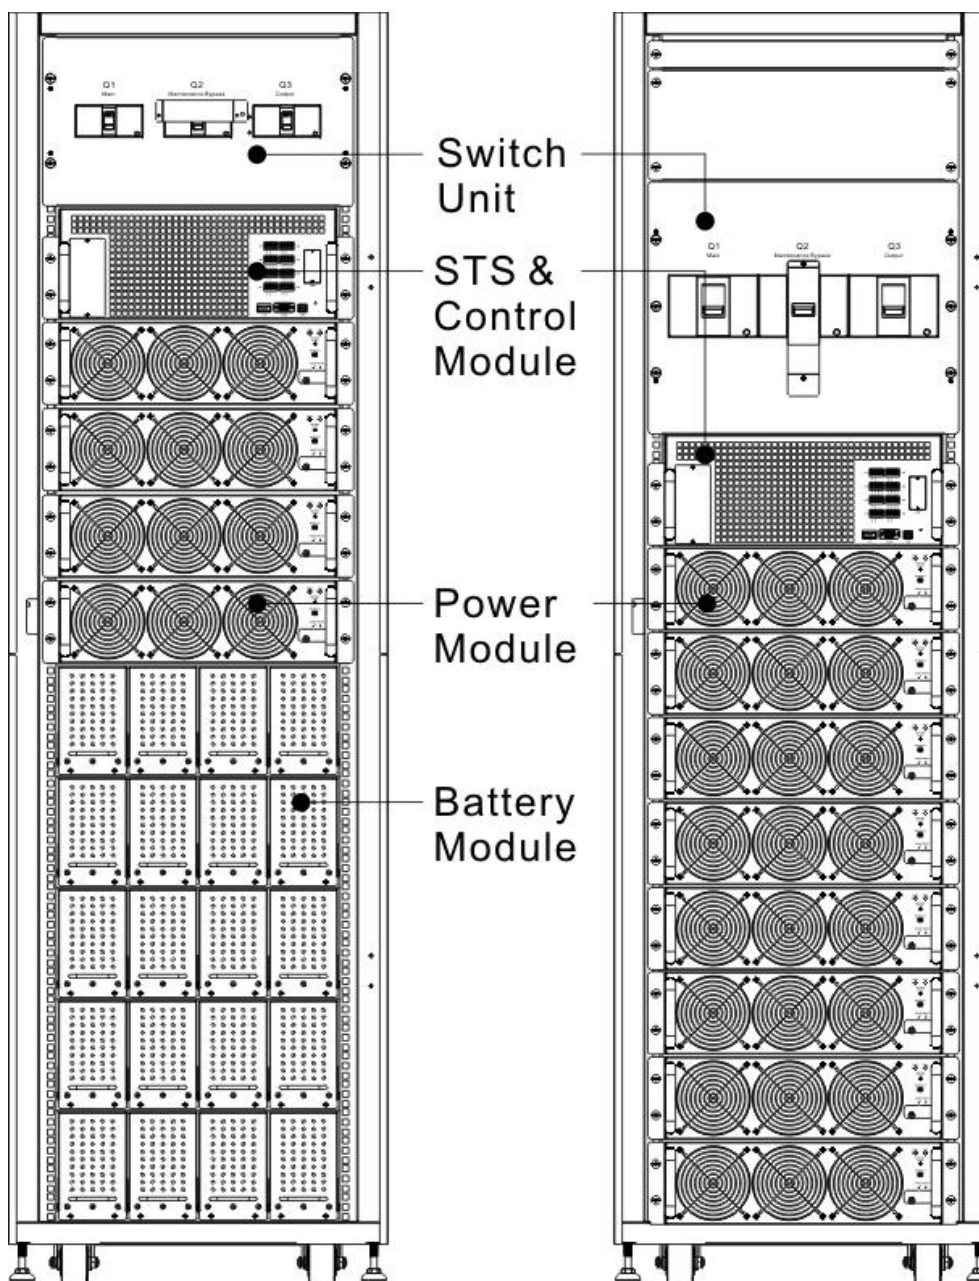 Q1
Main
Q2
Maintenance Bypass
Q3
Output
Switch
Unit
Q1
Main
Q2
Maintenance Bypass
Q3
Output
STS &
Control
Module
Power
Module
Battery
Module